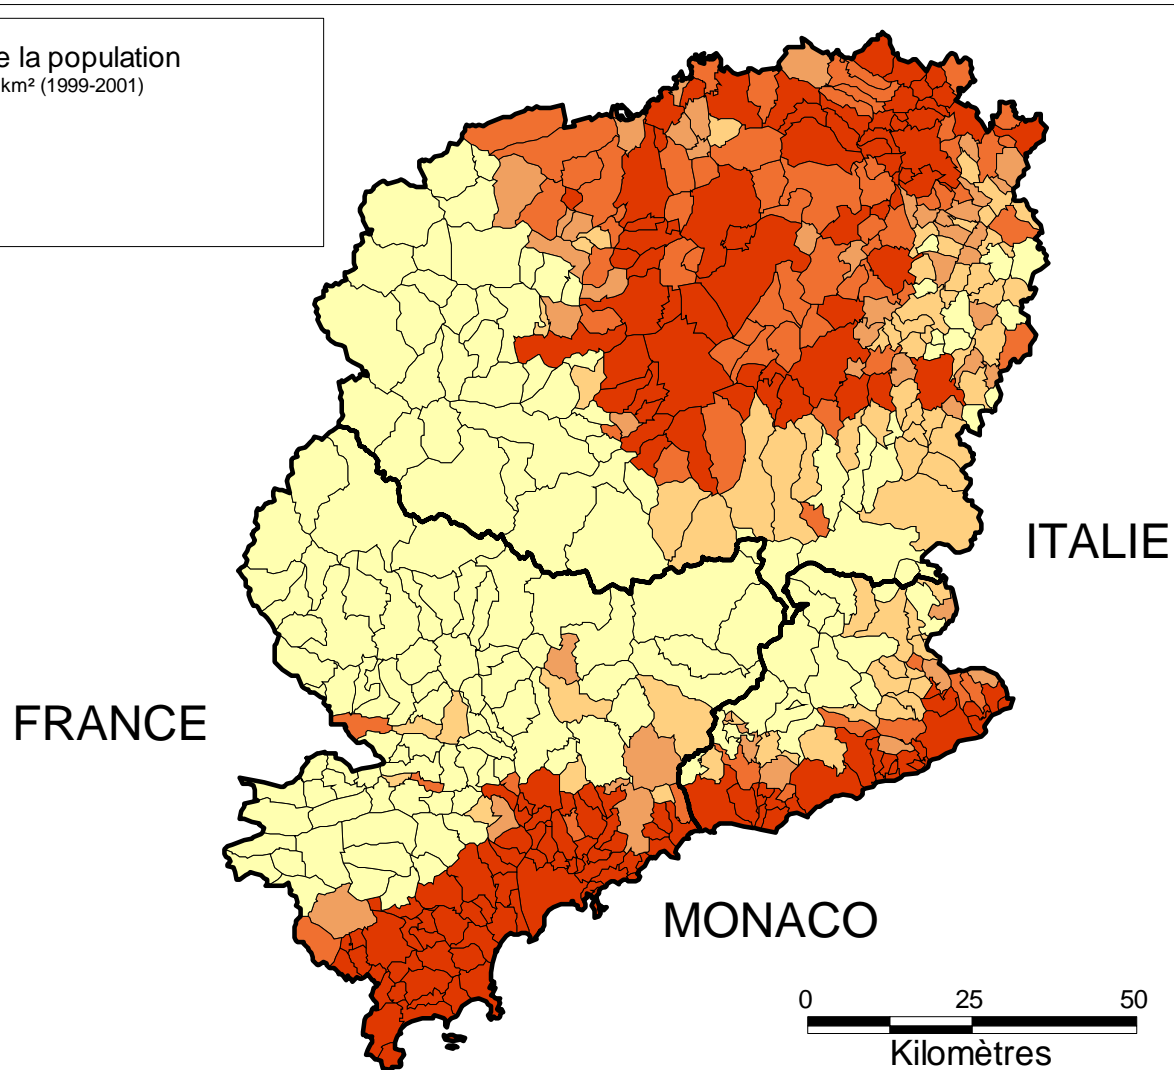 e la population
km² (1999-2001)
ITALIE
FRANCE
MONACO
0 25 50
Kilomètres